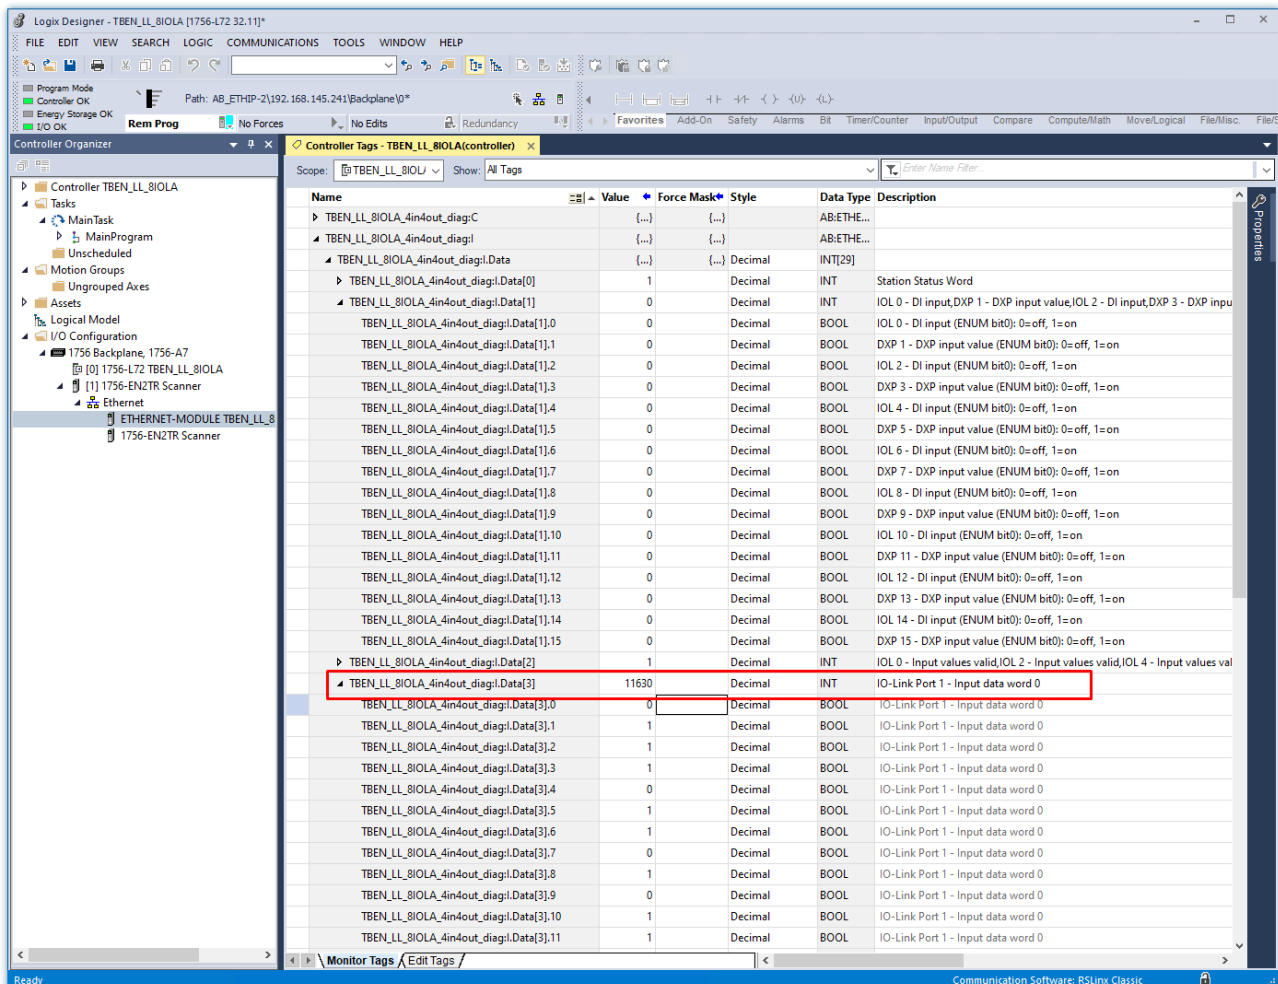 Logix Designer - TBEN_LL_8IOLA [1756-L72 32.11]*
FILE EDIT VIEW SEARCH LOGIC COMMUNICATIONS TOOLS WINDOW HELP
Program Mode
Controller OK
Energy Storage OK
I/O OK
Path: AB_ETHIP-2\192.168.145.241\Backplane\0*
Rem Prog No Forces No Edits Redundancy
Favorites Add-On Safety Alarms Bit Timer/Counter Input/Output Compare Compute/Math Move/Logical File/Misc. File/S
Controller Organizer
Controller TBEN_LL_8IOLA
Tasks
MainTask
MainProgram
Unscheduled
Motion Groups
Ungrouped Axes
Assets
Logical Model
I/O Configuration
1756 Backplane, 1756-A7
[0] 1756-L72 TBEN_LL_8IOLA
[1] 1756-EN2TR Scanner
Ethernet
ETHERNET-MODULE TBEN_LL_8
1756-EN2TR Scanner
Controller Tags - TBEN_LL_8IOLA(controller)
Scope: TBEN_LL_8IOL Show: All Tags Enter Name Filter...
Name Value Force Mask Style Data Type Description
TBEN_LL_8IOLA_4in4out_diag:C {...} {...} AB:ETHE...
TBEN_LL_8IOLA_4in4out_diag:I {...} {...} AB:ETHE...
TBEN_LL_8IOLA_4in4out_diag:I.Data {...} {...} Decimal INT[29]
TBEN_LL_8IOLA_4in4out_diag:I.Data[0] 1 Decimal INT Station Status Word
TBEN_LL_8IOLA_4in4out_diag:I.Data[1] 0 Decimal INT IOL 0 - DI input,DXP 1 - DXP input value,IOL 2 - DI input,DXP 3 - DXP inpu
TBEN_LL_8IOLA_4in4out_diag:I.Data[1].0 0 Decimal BOOL IOL 0 - DI input (ENUM bit0): 0=off, 1=on
TBEN_LL_8IOLA_4in4out_diag:I.Data[1].1 0 Decimal BOOL DXP 1 - DXP input value (ENUM bit0): 0=off, 1=on
TBEN_LL_8IOLA_4in4out_diag:I.Data[1].2 0 Decimal BOOL IOL 2 - DI input (ENUM bit0): 0=off, 1=on
TBEN_LL_8IOLA_4in4out_diag:I.Data[1].3 0 Decimal BOOL DXP 3 - DXP input value (ENUM bit0): 0=off, 1=on
TBEN_LL_8IOLA_4in4out_diag:I.Data[1].4 0 Decimal BOOL IOL 4 - DI input (ENUM bit0): 0=off, 1=on
TBEN_LL_8IOLA_4in4out_diag:I.Data[1].5 0 Decimal BOOL DXP 5 - DXP input value (ENUM bit0): 0=off, 1=on
TBEN_LL_8IOLA_4in4out_diag:I.Data[1].6 0 Decimal BOOL IOL 6 - DI input (ENUM bit0): 0=off, 1=on
TBEN_LL_8IOLA_4in4out_diag:I.Data[1].7 0 Decimal BOOL DXP 7 - DXP input value (ENUM bit0): 0=off, 1=on
TBEN_LL_8IOLA_4in4out_diag:I.Data[1].8 0 Decimal BOOL IOL 8 - DI input (ENUM bit0): 0=off, 1=on
TBEN_LL_8IOLA_4in4out_diag:I.Data[1].9 0 Decimal BOOL DXP 9 - DXP input value (ENUM bit0): 0=off, 1=on
TBEN_LL_8IOLA_4in4out_diag:I.Data[1].10 0 Decimal BOOL IOL 10 - DI input (ENUM bit0): 0=off, 1=on
TBEN_LL_8IOLA_4in4out_diag:I.Data[1].11 0 Decimal BOOL DXP 11 - DXP input value (ENUM bit0): 0=off, 1=on
TBEN_LL_8IOLA_4in4out_diag:I.Data[1].12 0 Decimal BOOL IOL 12 - DI input (ENUM bit0): 0=off, 1=on
TBEN_LL_8IOLA_4in4out_diag:I.Data[1].13 0 Decimal BOOL DXP 13 - DXP input value (ENUM bit0): 0=off, 1=on
TBEN_LL_8IOLA_4in4out_diag:I.Data[1].14 0 Decimal BOOL IOL 14 - DI input (ENUM bit0): 0=off, 1=on
TBEN_LL_8IOLA_4in4out_diag:I.Data[1].15 0 Decimal BOOL DXP 15 - DXP input value (ENUM bit0): 0=off, 1=on
TBEN_LL_8IOLA_4in4out_diag:I.Data[2] 1 Decimal INT IOL 0 - Input values valid,IOL 2 - Input values valid,IOL 4 - Input values val
TBEN_LL_8IOLA_4in4out_diag:I.Data[3] 11630 Decimal INT IO-Link Port 1 - Input data word 0
TBEN_LL_8IOLA_4in4out_diag:I.Data[3].0 0 Decimal BOOL IO-Link Port 1 - Input data word 0
TBEN_LL_8IOLA_4in4out_diag:I.Data[3].1 1 Decimal BOOL IO-Link Port 1 - Input data word 0
TBEN_LL_8IOLA_4in4out_diag:I.Data[3].2 1 Decimal BOOL IO-Link Port 1 - Input data word 0
TBEN_LL_8IOLA_4in4out_diag:I.Data[3].3 1 Decimal BOOL IO-Link Port 1 - Input data word 0
TBEN_LL_8IOLA_4in4out_diag:I.Data[3].4 0 Decimal BOOL IO-Link Port 1 - Input data word 0
TBEN_LL_8IOLA_4in4out_diag:I.Data[3].5 1 Decimal BOOL IO-Link Port 1 - Input data word 0
TBEN_LL_8IOLA_4in4out_diag:I.Data[3].6 1 Decimal BOOL IO-Link Port 1 - Input data word 0
TBEN_LL_8IOLA_4in4out_diag:I.Data[3].7 0 Decimal BOOL IO-Link Port 1 - Input data word 0
TBEN_LL_8IOLA_4in4out_diag:I.Data[3].8 1 Decimal BOOL IO-Link Port 1 - Input data word 0
TBEN_LL_8IOLA_4in4out_diag:I.Data[3].9 0 Decimal BOOL IO-Link Port 1 - Input data word 0
TBEN_LL_8IOLA_4in4out_diag:I.Data[3].10 1 Decimal BOOL IO-Link Port 1 - Input data word 0
TBEN_LL_8IOLA_4in4out_diag:I.Data[3].11 1 Decimal BOOL IO-Link Port 1 - Input data word 0
Monitor Tags Edit Tags
Properties
Ready Communication Software: RSLinx Classic